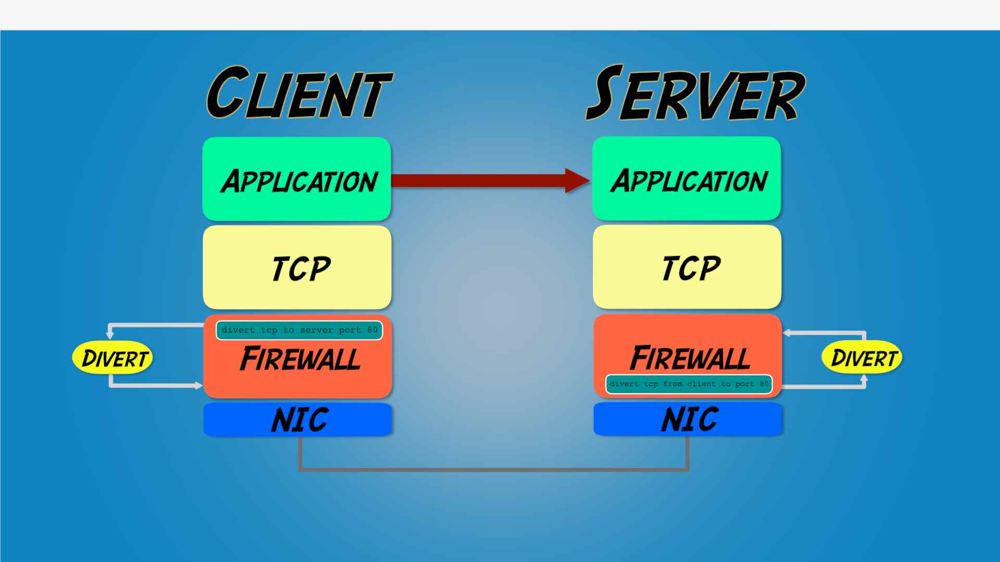 Client
Server
Application
Application
TCP
TCP
divert tcp to server port 80
Firewall
Divert
Firewall
Divert
divert tcp from client to port 80
NIC
NIC